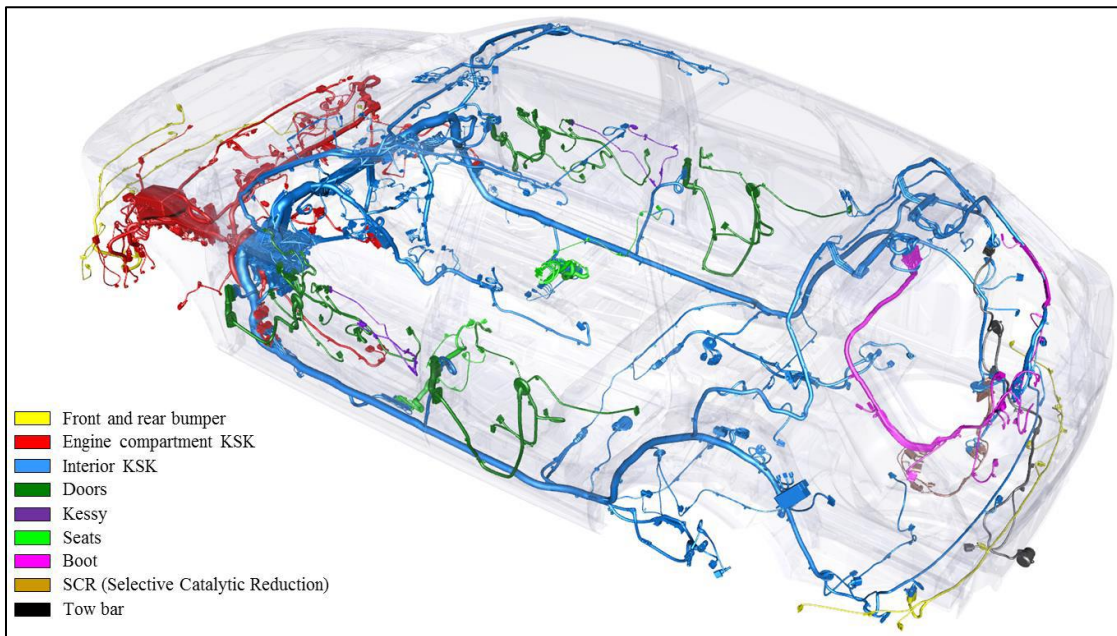 Front and rear bumper
Engine compartment KSK
Interior KSK
Doors
Kessy
Seats
Boot
SCR (Selective Catalytic Reduction)
Tow bar